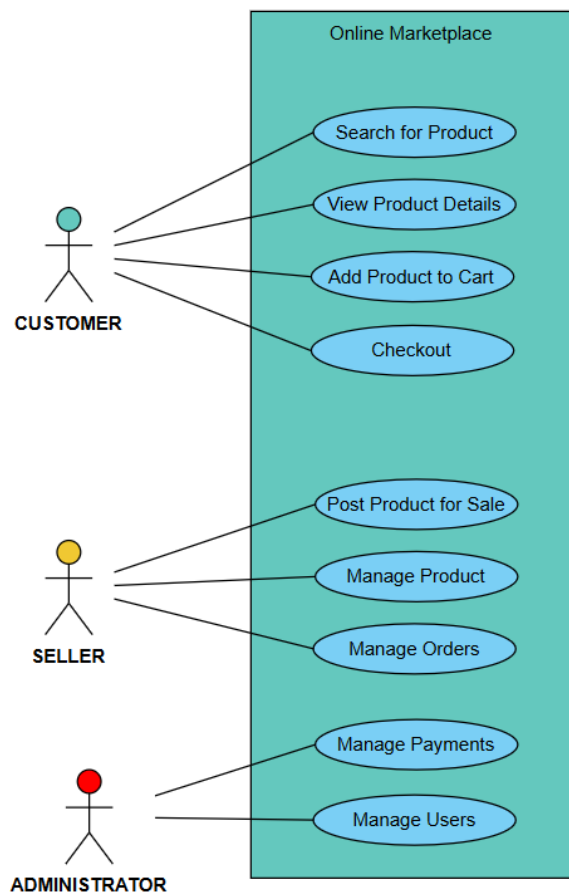 Online Marketplace
Search for Product
View Product Details
Add Product to Cart
CUSTOMER
Checkout
Post Product for Sale
Manage Product
Manage Orders
SELLER
Manage Payments
Manage Users
ADMINISTRATOR